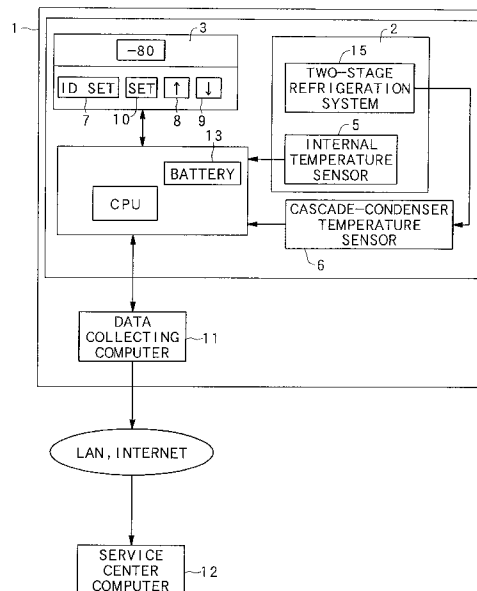 1
3
2
-80
15
TWO-STAGE
REFRIGERATION
SYSTEM
ID SET
SET
↑
↓
7
10
8
9
13
5
BATTERY
INTERNAL
TEMPERATURE
SENSOR
CPU
CASCADE-CONDENSER
TEMPERATURE
SENSOR
6
DATA
COLLECTING
COMPUTER
11
LAN, INTERNET
SERVICE
CENTER
COMPUTER
12